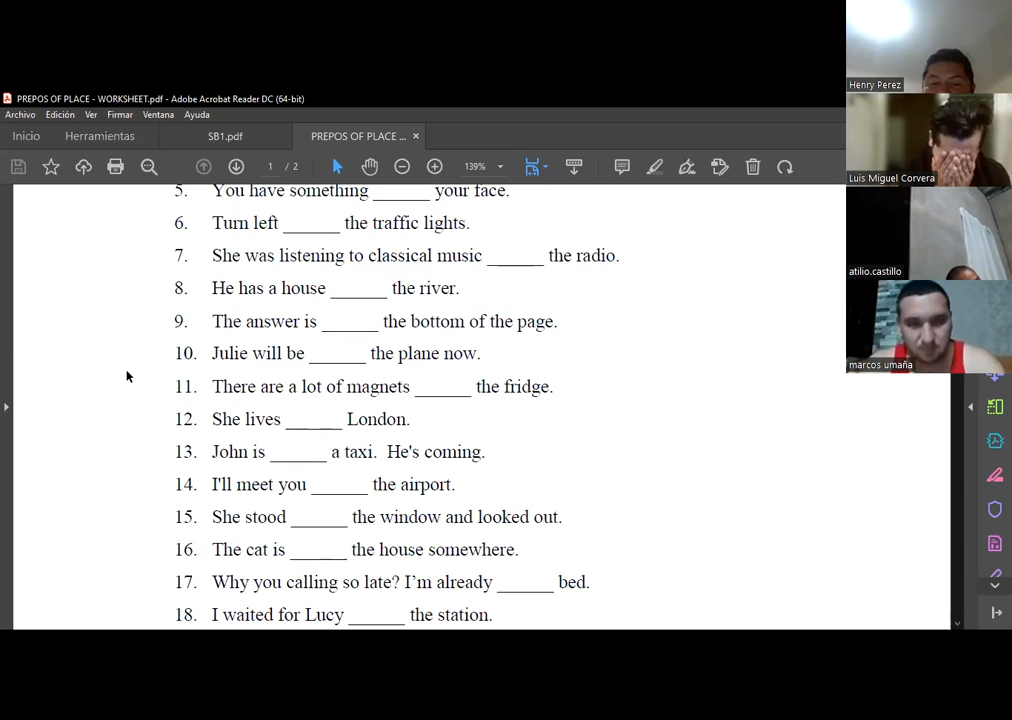 PREPOS OF PLACE - WORKSHEET.pdf - Adobe Acrobat Reader DC (64-bit)
Archivo Edición Ver Firmar Ventana Ayuda
Inicio Herramientas SB1.pdf PREPOS OF PLACE ... ×
1 / 2 139%
5. You have something ______ your face.
6. Turn left ______ the traffic lights.
7. She was listening to classical music ______ the radio.
8. He has a house ______ the river.
9. The answer is ______ the bottom of the page.
10. Julie will be ______ the plane now.
11. There are a lot of magnets ______ the fridge.
12. She lives ______ London.
13. John is ______ a taxi. He's coming.
14. I'll meet you ______ the airport.
15. She stood ______ the window and looked out.
16. The cat is ______ the house somewhere.
17. Why you calling so late? I'm already ______ bed.
18. I waited for Lucy ______ the station.
Henry Perez
Luis Miguel Corvera
atilio.castillo
marcos umaña